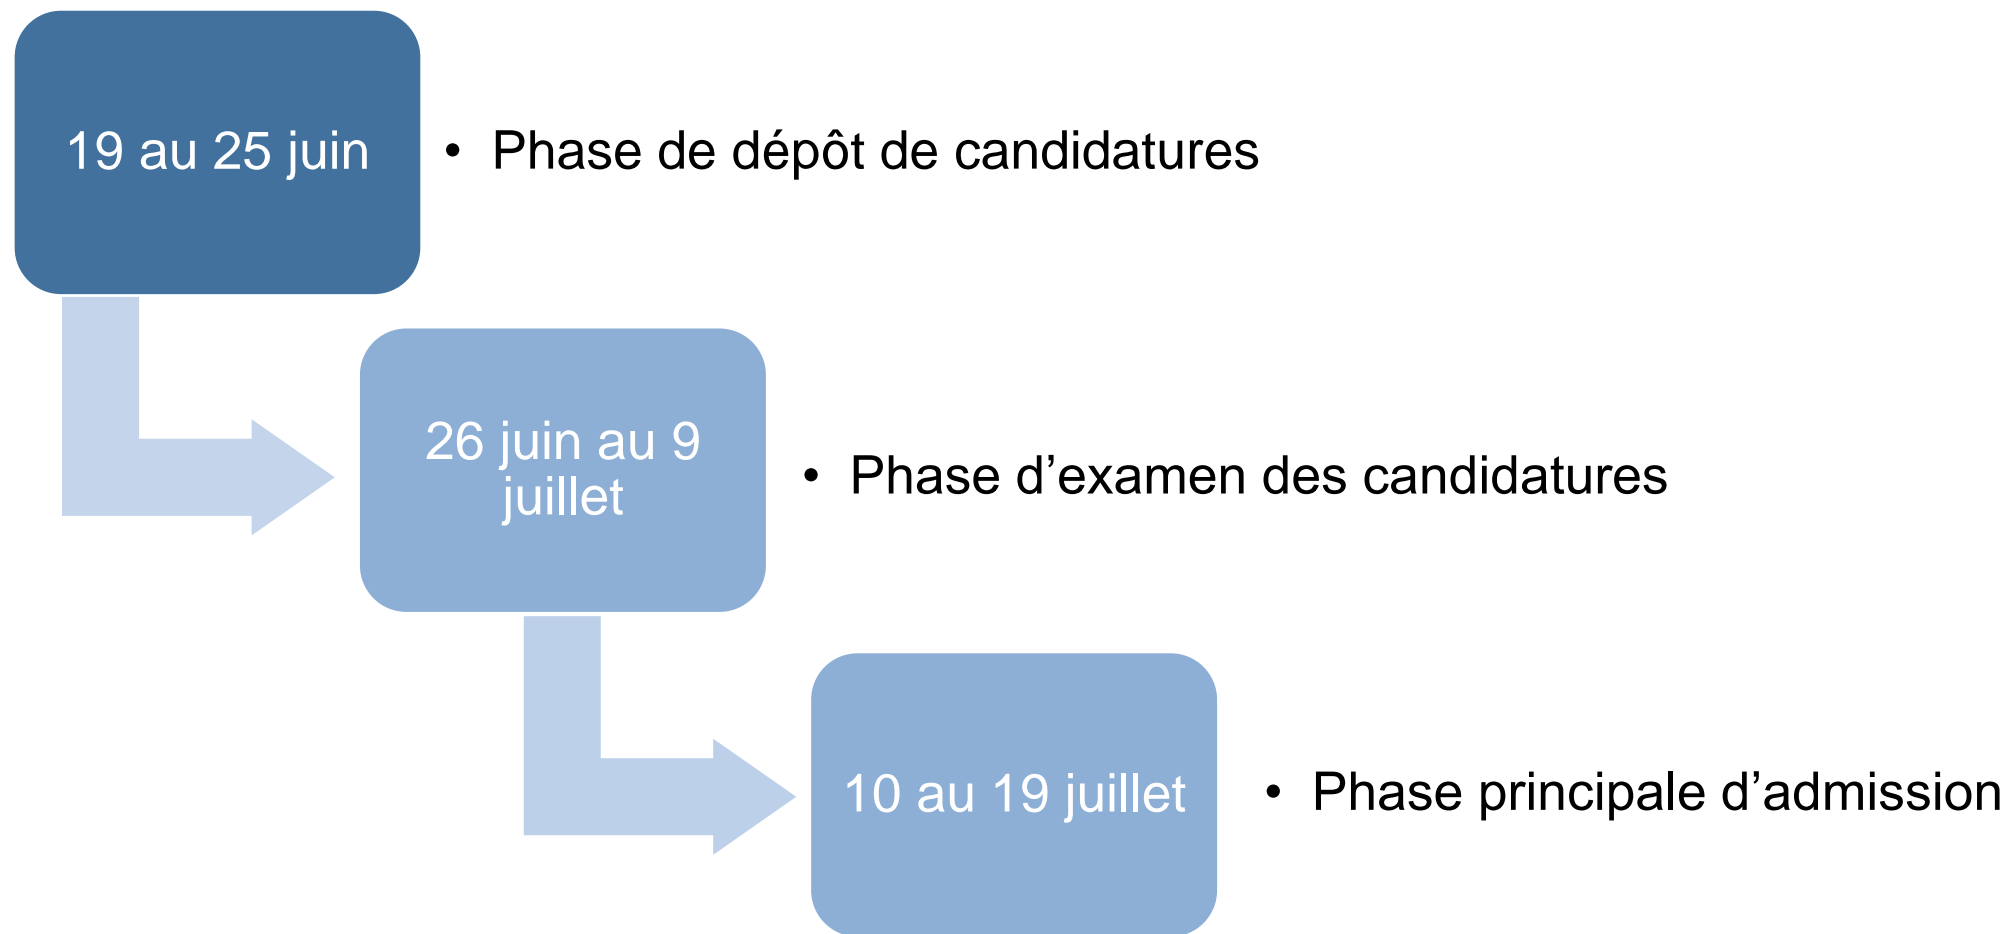 19 au 25 juin
• Phase de dépôt de candidatures
26 juin au 9
juillet
• Phase d’examen des candidatures
10 au 19 juillet
• Phase principale d’admission